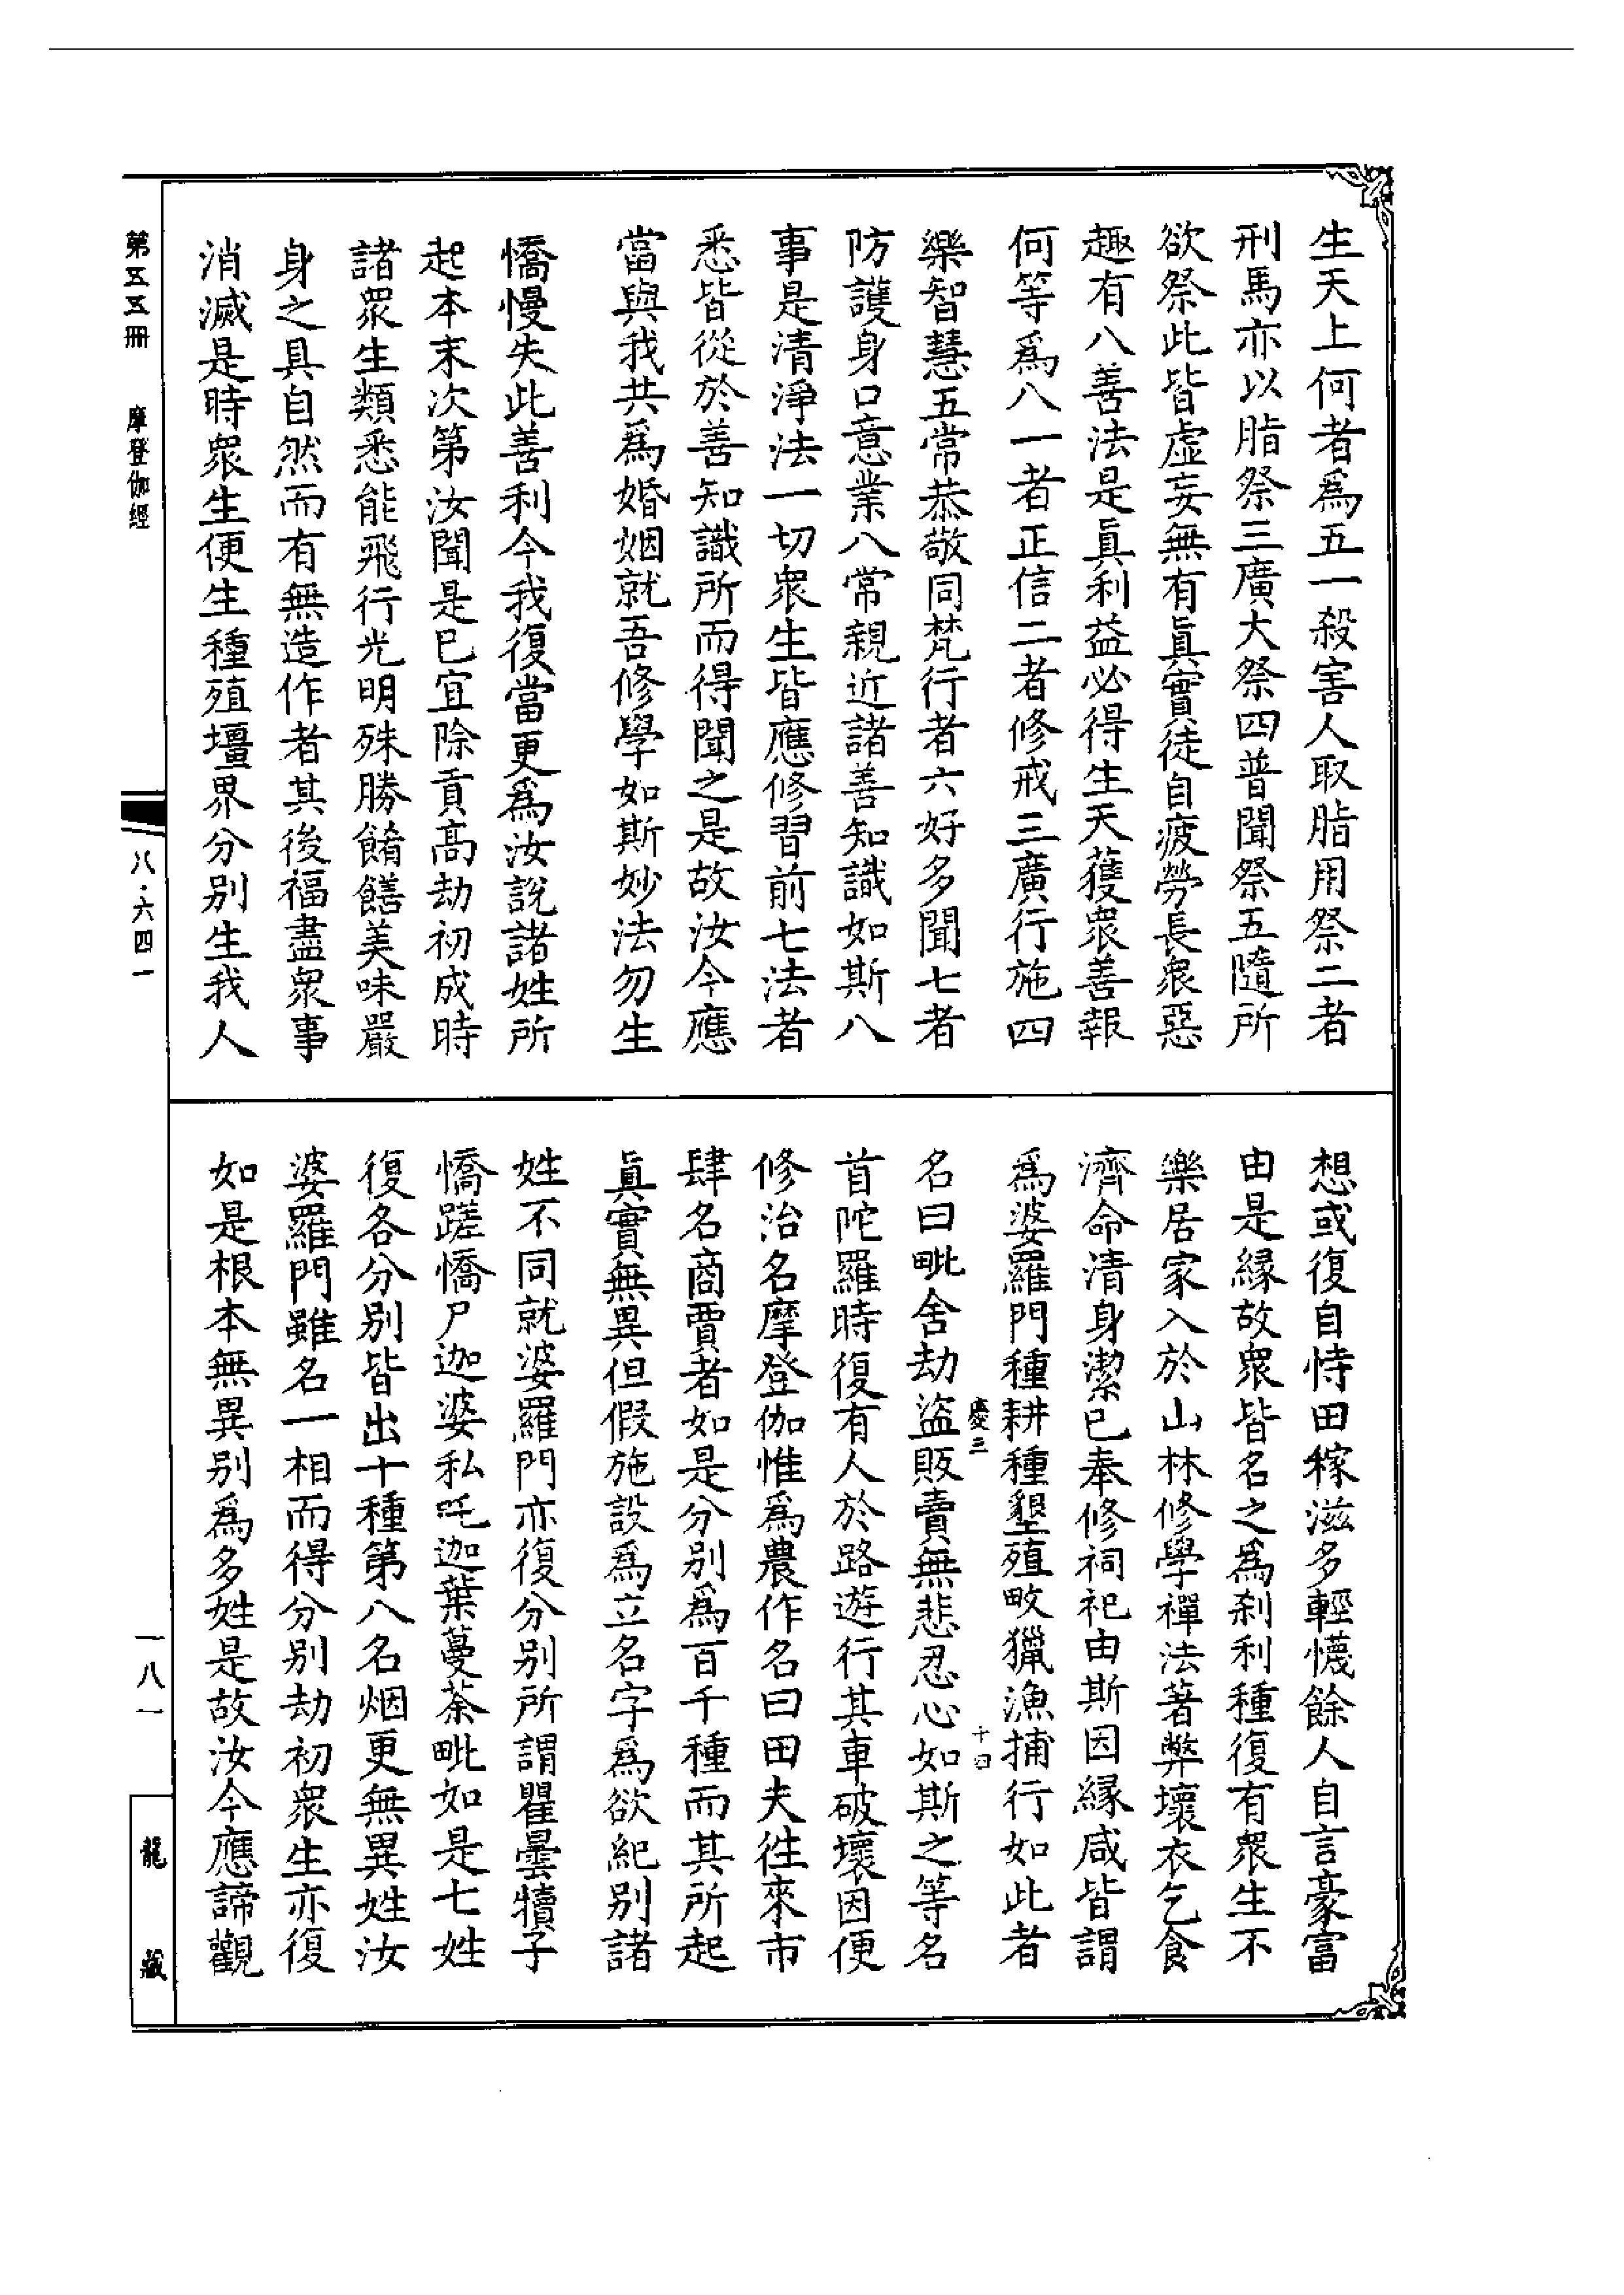 生天上何者爲五一殺害人取脂用祭二者
刑馬亦以脂祭三廣大祭四普聞祭五隨所
欲祭此皆虛妄無有眞實徒自疲勞長衆惡
趣有八善法是眞利益必得生天獲衆善報
何等爲八一者正信二者修戒三廣行施四
樂智慧五常恭敬同梵行者六好多聞七者
防護身口意業八常親近諸善知識如斯八
事是清淨法一切衆生皆應修習前七法者
悉皆從於善知識所而得聞之是故汝今應
當與我共爲婚姻就吾修學如斯妙法勿生
憍慢失此善利今我復當更爲汝說諸姓所
起本末次第汝聞是已宜除貢高劫初成時
諸衆生類悉能飛行光明殊勝餚饍美味嚴
身之具自然而有無造作者其後福盡衆事
消滅是時衆生便生種殖壃界分別生我人
想或復自恃田稼滋多輕懱餘人自言豪富
由是緣故衆皆名之爲刹利種復有衆生不
樂居家入於山林修學禪法著弊壞衣乞食
濟命清身潔已奉修祠祀由斯因緣咸皆謂
爲婆羅門種耕種墾殖畋獵漁捕行如此者
慶三
十四
名曰毗舍劫盜販賣無悲忍心如斯之等名
首陀羅時復有人於路遊行其車破壞因便
修治名摩登伽惟爲農作名曰田夫往來市
肆名商賈者如是分別爲百千種而其所起
眞實無異但假施設爲立名字爲欲紀別諸
姓不同就婆羅門亦復分別所謂瞿曇犢子
憍蹉憍尸迦婆私吒迦葉蔓荼毗如是七姓
復各分別皆出十種第八名烟更無異姓汝
婆羅門雖名一相而得分別劫初衆生亦復
如是根本無異別爲多姓是故汝今應諦觀
第五五冊 摩登伽經
八·六四一
一八一
龍藏